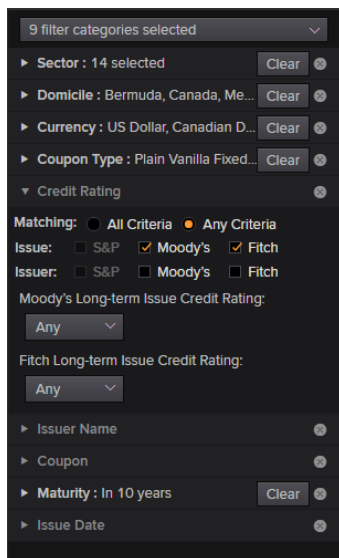 9 filter categories selected
Sector : 14 selected Clear
Domicile : Bermuda, Canada, Me... Clear
Currency : US Dollar, Canadian D... Clear
Coupon Type : Plain Vanilla Fixed... Clear
Credit Rating
Matching: All Criteria Any Criteria
Issue: S&P Moody's Fitch
Issuer: S&P Moody's Fitch
Moody's Long-term Issue Credit Rating:
Any
Fitch Long-term Issue Credit Rating:
Any
Issuer Name
Coupon
Maturity : In 10 years Clear
Issue Date